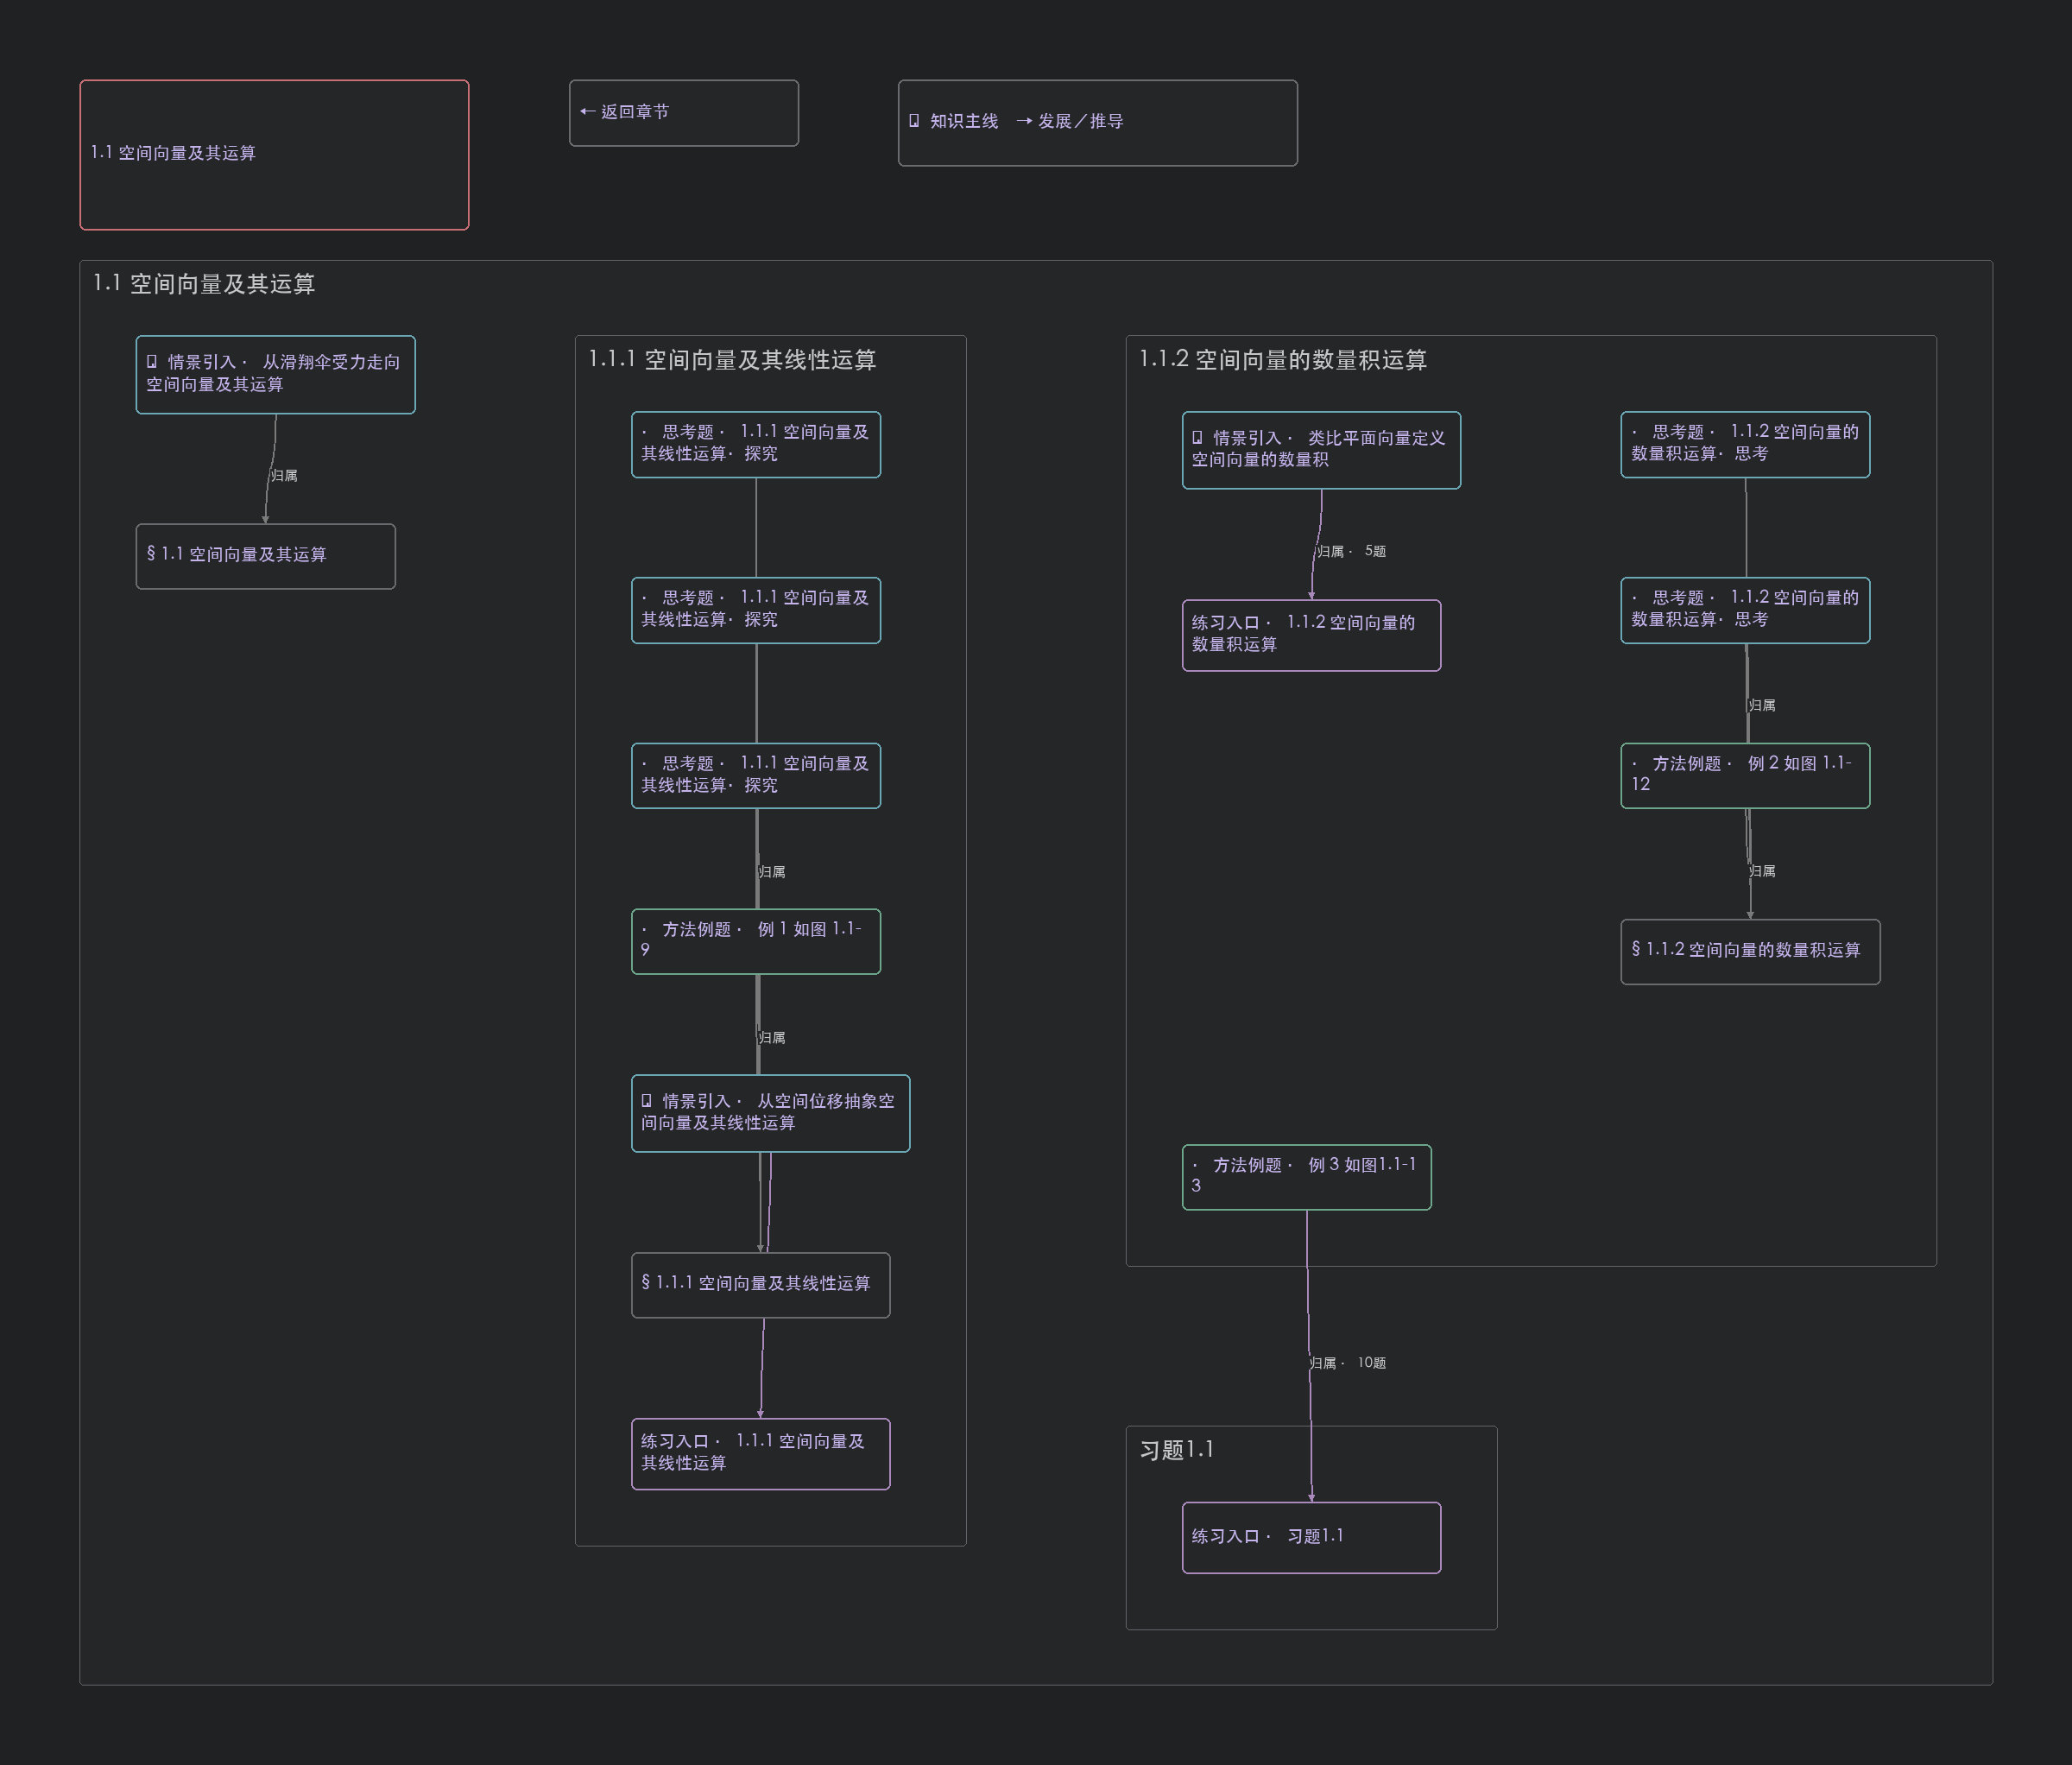 1.1 空间向量及其运算
← 返回章节
知识主线 → 发展／推导
1.1 空间向量及其运算
情景引入 · 从滑翔伞受力走向
空间向量及其运算
归属
§ 1.1 空间向量及其运算
1.1.1 空间向量及其线性运算
· 思考题 · 1.1.1 空间向量及
其线性运算· 探究
· 思考题 · 1.1.1 空间向量及
其线性运算· 探究
· 思考题 · 1.1.1 空间向量及
其线性运算· 探究
归属
· 方法例题 · 例 1 如图 1.1-
9
归属
情景引入 · 从空间位移抽象空
间向量及其线性运算
§ 1.1.1 空间向量及其线性运算
练习入口 · 1.1.1 空间向量及
其线性运算
1.1.2 空间向量的数量积运算
情景引入 · 类比平面向量定义
空间向量的数量积
归属 · 5题
练习入口 · 1.1.2 空间向量的
数量积运算
· 思考题 · 1.1.2 空间向量的
数量积运算· 思考
· 思考题 · 1.1.2 空间向量的
数量积运算· 思考
归属
· 方法例题 · 例 2 如图 1.1-
12
归属
§ 1.1.2 空间向量的数量积运算
· 方法例题 · 例 3 如图1.1-1
3
归属 · 10题
习题1.1
练习入口 · 习题1.1